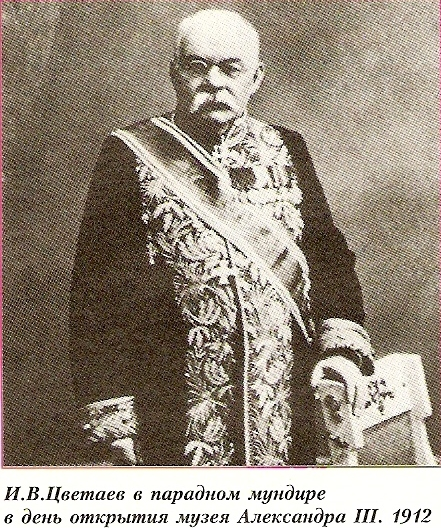 И.В.Цветаев в парадном мундире
в день открытия музея Александра III. 1912